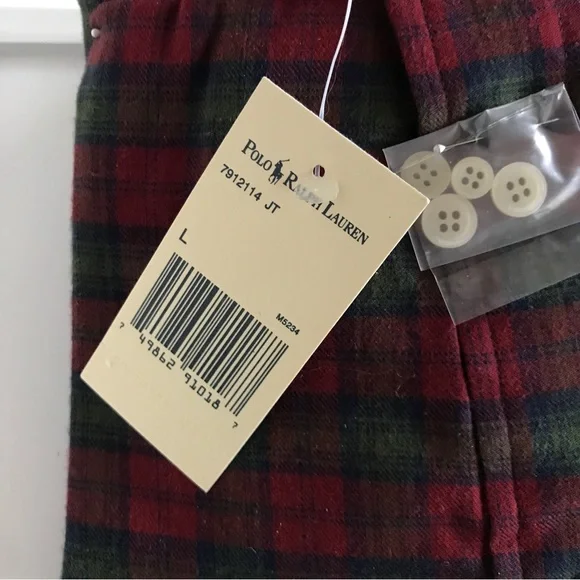 POLO RALPH LAUREN
7912114 JT
L
M5234
7 49862 91018 7